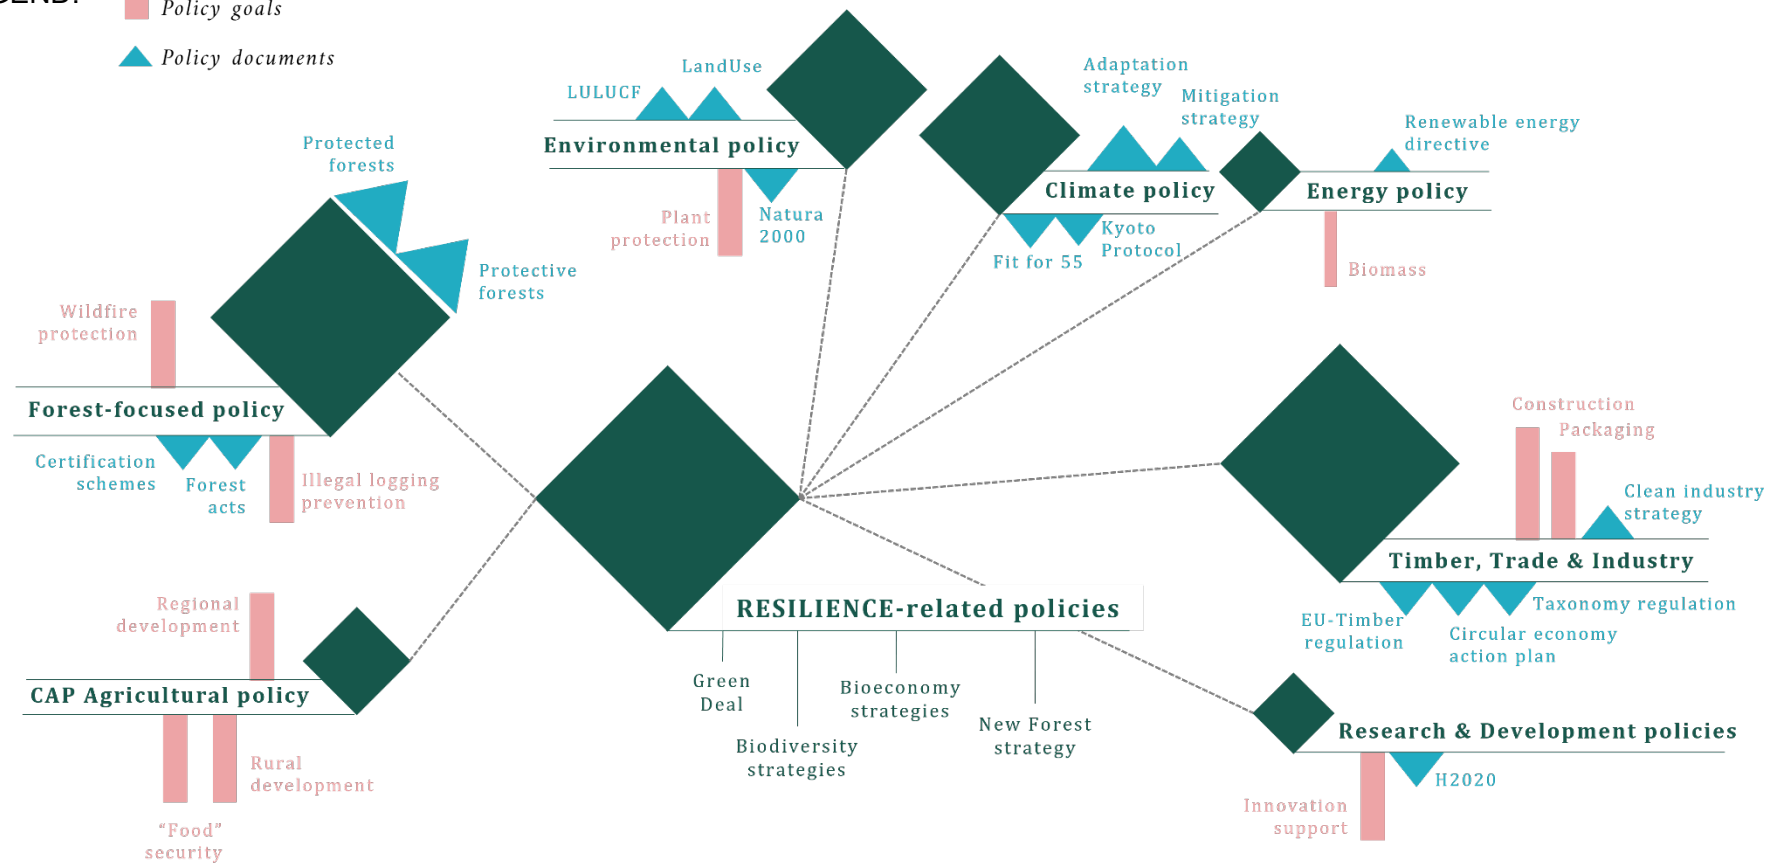 Policy goals
Policy documents
LandUse
LULUCF
Environmental policy
Plant
protection
Natura
2000
Adaptation
strategy
Mitigation
strategy
Climate policy
Fit for 55
Kyoto
Protocol
Renewable energy
directive
Energy policy
Biomass
Protected
forests
Protective
forests
Wildfire
protection
Forest-focused policy
Certification
schemes
Forest
acts
Illegal logging
prevention
Construction
Packaging
Clean industry
strategy
Timber, Trade & Industry
EU-Timber
regulation
Circular economy
action plan
Taxonomy regulation
Regional
development
CAP Agricultural policy
Rural
development
“Food”
security
RESILIENCE-related policies
Green
Deal
Biodiversity
strategies
Bioeconomy
strategies
New Forest
strategy
Research & Development policies
Innovation
support
H2020